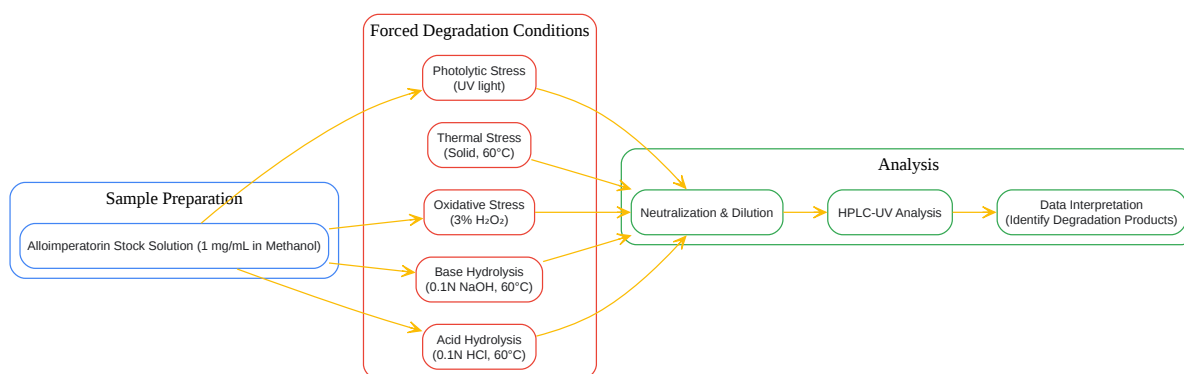 Sample Preparation
Alloimperatorin Stock Solution (1 mg/mL in Methanol)
Forced Degradation Conditions
Photolytic Stress
(UV light)
Thermal Stress
(Solid, 60°C)
Oxidative Stress
(3% H₂O₂)
Base Hydrolysis
(0.1N NaOH, 60°C)
Acid Hydrolysis
(0.1N HCl, 60°C)
Analysis
Neutralization & Dilution
HPLC-UV Analysis
Data Interpretation
(Identify Degradation Products)